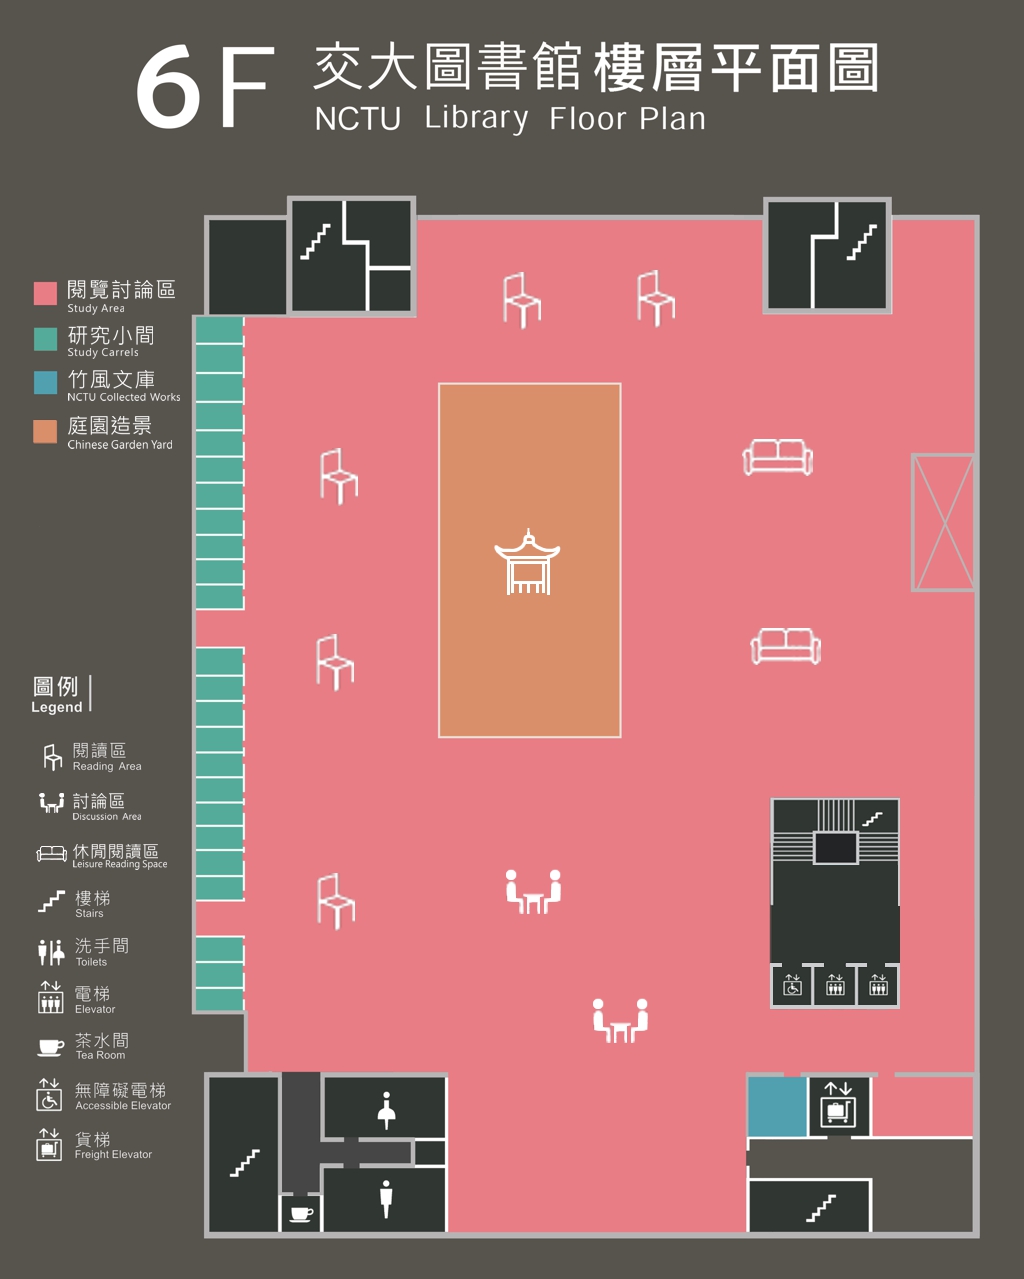 6F 交大圖書館樓層平面圖
NCTU Library Floor Plan
閱覽討論區
Study Area
研究小間
Study Carrels
竹風文庫
NCTU Collected Works
庭園造景
Chinese Garden Yard
圖例
Legend
閱讀區
Reading Area
討論區
Discussion Area
休閒閱讀區
Leisure Reading Space
樓梯
Stairs
洗手間
Toilets
電梯
Elevator
茶水間
Tea Room
無障礙電梯
Accessible Elevator
貨梯
Freight Elevator